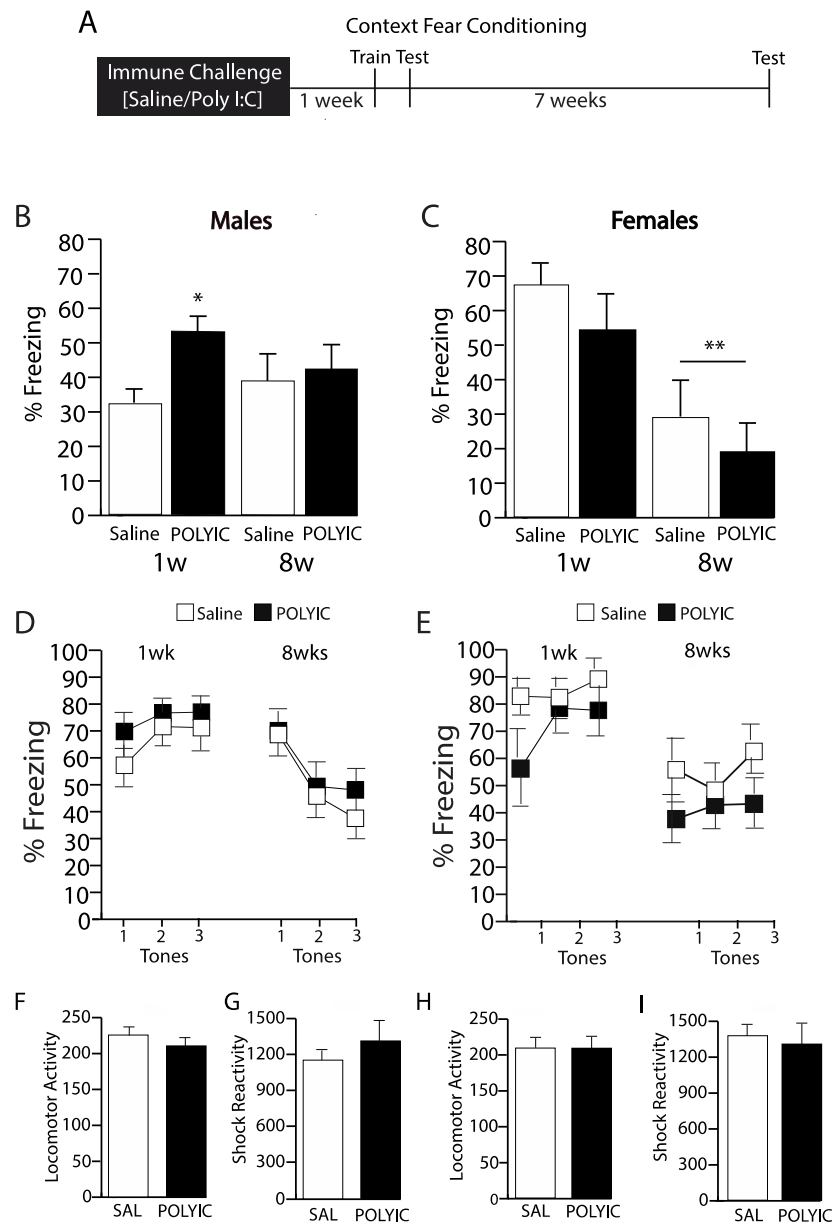 A
Context Fear Conditioning
Immune Challenge
[Saline/Poly I:C]
Train Test
Test
1 week
7 weeks
B
Males
% Freezing
80
70
60
50
40
30
20
10
0
*
Saline POLYIC Saline POLYIC
1w 8w
C
Females
% Freezing
80
70
60
50
40
30
20
10
0
**
Saline POLYIC Saline POLYIC
1w 8w
D
Saline POLYIC
1wk 8wks
% Freezing
100
90
80
70
60
50
40
30
20
10
0
1 2 3 1 2 3
Tones Tones
E
Saline POLYIC
1wk 8wks
% Freezing
100
90
80
70
60
50
40
30
20
10
0
1 2 3 1 2 3
Tones Tones
F
Locomotor Activity
250
200
150
100
50
0
SAL POLYIC
G
Shock Reactivity
1500
1200
900
600
300
0
SAL POLYIC
H
Locomotor Activity
250
200
150
100
50
0
SAL POLYIC
I
Shock Reactivity
1500
1200
900
600
300
0
SAL POLYIC